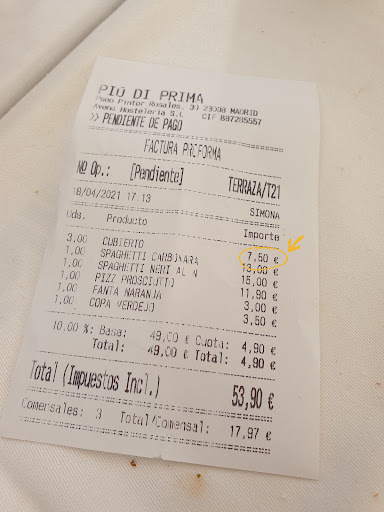 PIÚ DI PRIMA
Paeo Pintor Rosales, 30 28008 MADRID
Avena Hosteleria S.L CIF B87285557
>> PENDIENTE DE PAGO
FACTURA PROFORMA
Nº Op.: [Pendiente] TERRAZA/T21
18/04/2021 17:13 SIMONA
Uds. Producto Importe
3,00 CUBIERTO 7,50 €
1,00 SPAGHETTI CARBONARA 13,00 €
1,00 SPAGHETTI NERI AL N 15,00 €
1,00 PIZZ PROSCIUTTO 11,90 €
1,00 FANTA NARANJA 3,00 €
1,00 COPA VERDEJO 3,50 €
10,00 %: Base: 49,00 € Cuota: 4,90 €
Total: 49,00 € Total: 4,90 €
Total (Impuestos Incl.) 53,90 €
Comensales: 3 Total/Comensal: 17,97 €